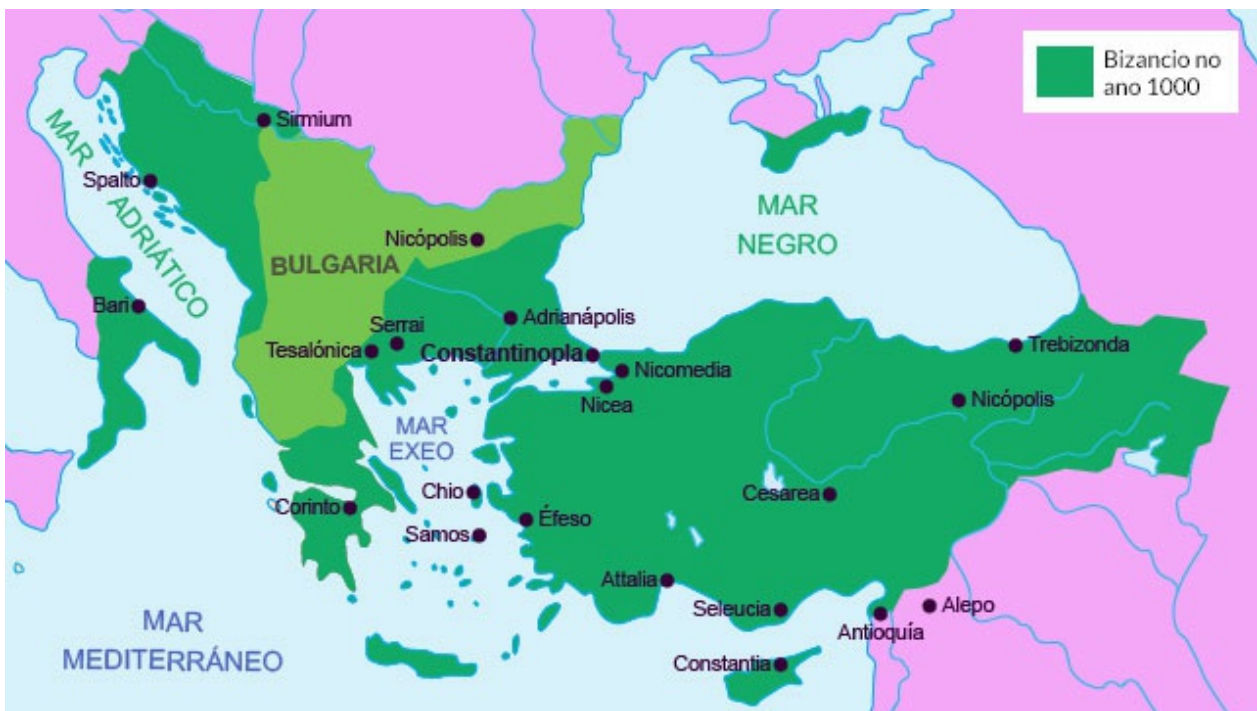 Bizancio no
ano 1000
Sirmium
MAR ADRIÁTICO
Spalto
MAR
NEGRO
Nicópolis
BULGARIA
Bari
Adrianápolis
Serrai
Tesalónica
Constantinopla
Trebizonda
Nicomedia
Nicea
Nicópolis
MAR
EXEO
Chio
Cesarea
Corinto
Éfeso
Samos
Attalia
Seleucia
Alepo
Antioquía
MAR
MEDITERRÁNEO
Constantia